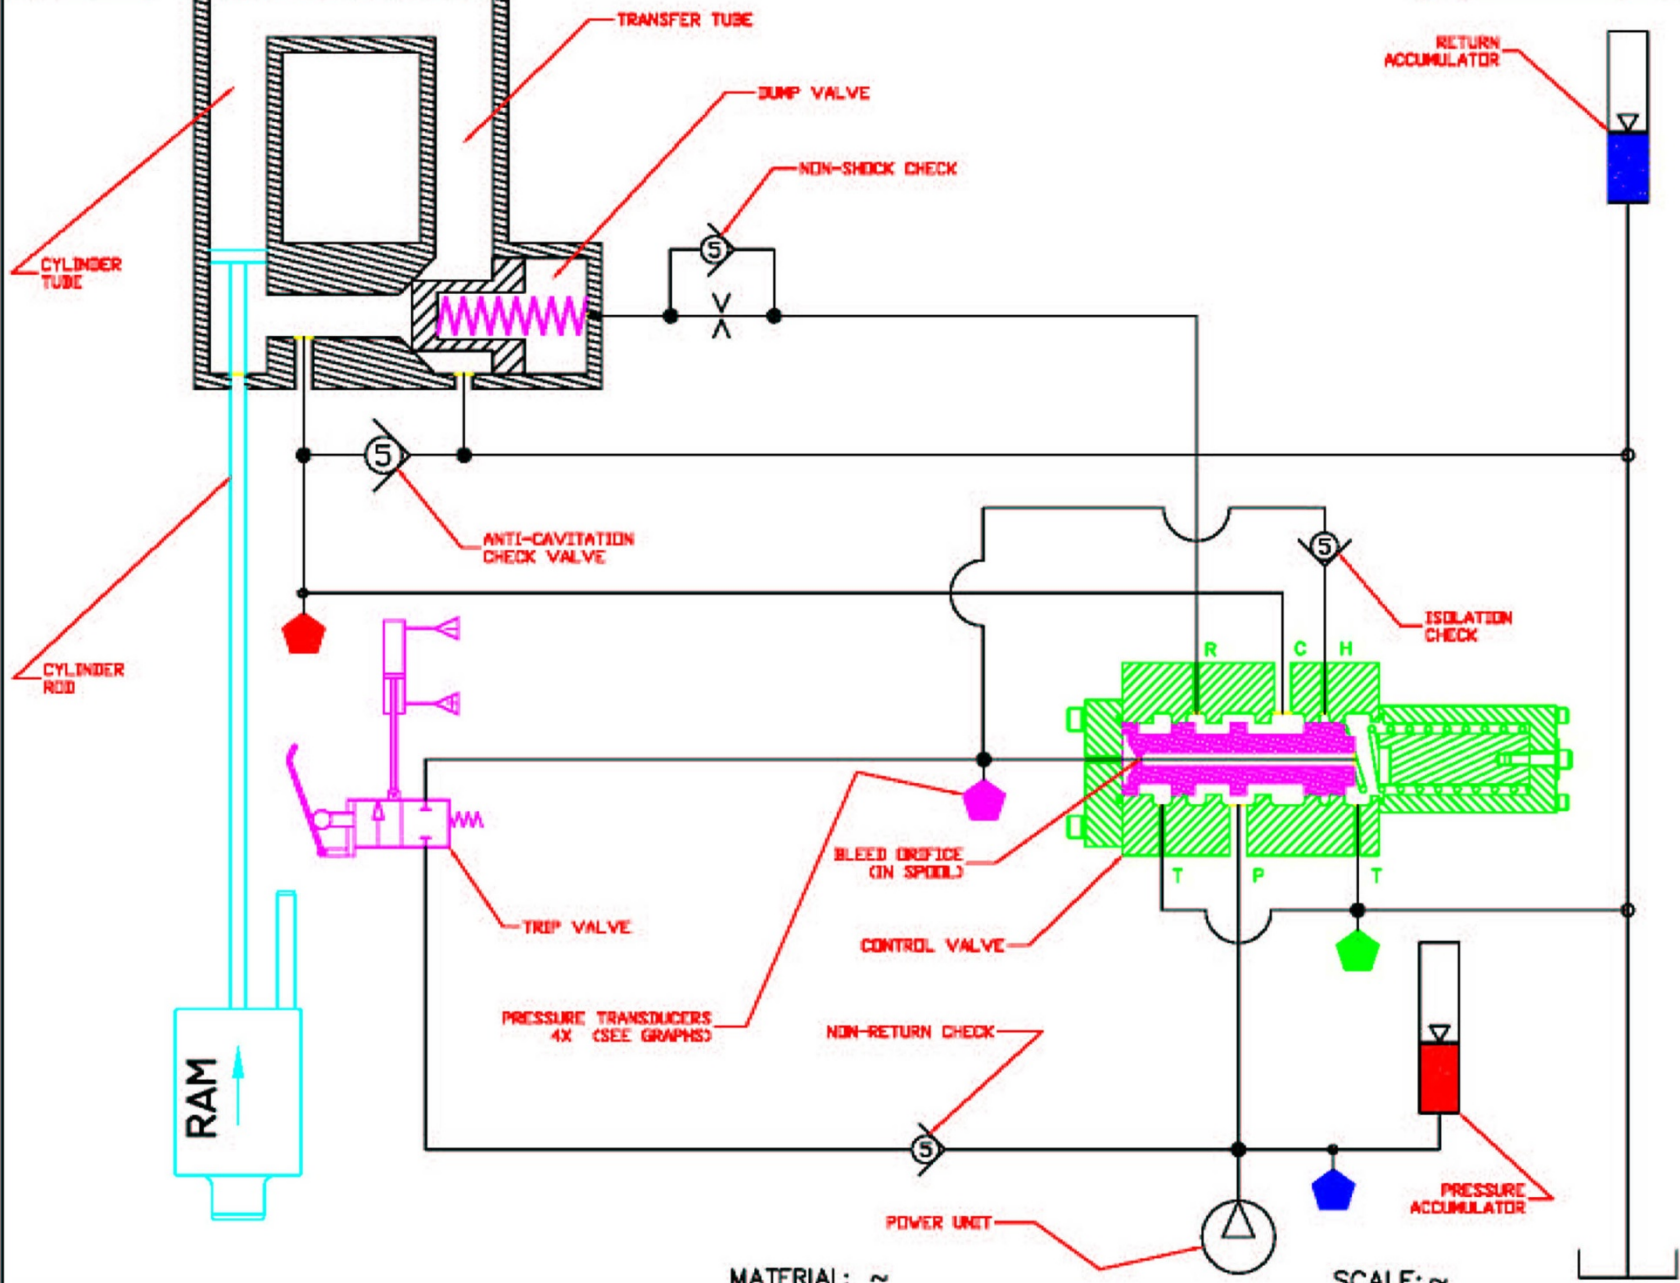 TRANSFER TUBE
RETURN
ACCUMULATOR
DUMP VALVE
NON-SHOCK CHECK
5
CYLINDER
TUBE
5
ANTI-CAVITATION
CHECK VALVE
5
ISOLATION
CHECK
R C H
CYLINDER
ROD
BLEED ORIFICE
(IN SPOOL)
T P T
TRIP VALVE
CONTROL VALVE
PRESSURE TRANSDUCERS
4X (SEE GRAPHS)
NON-RETURN CHECK
RAM
5
PRESSURE
ACCUMULATOR
POWER UNIT
MATERIAL: ~
SCALE: ~